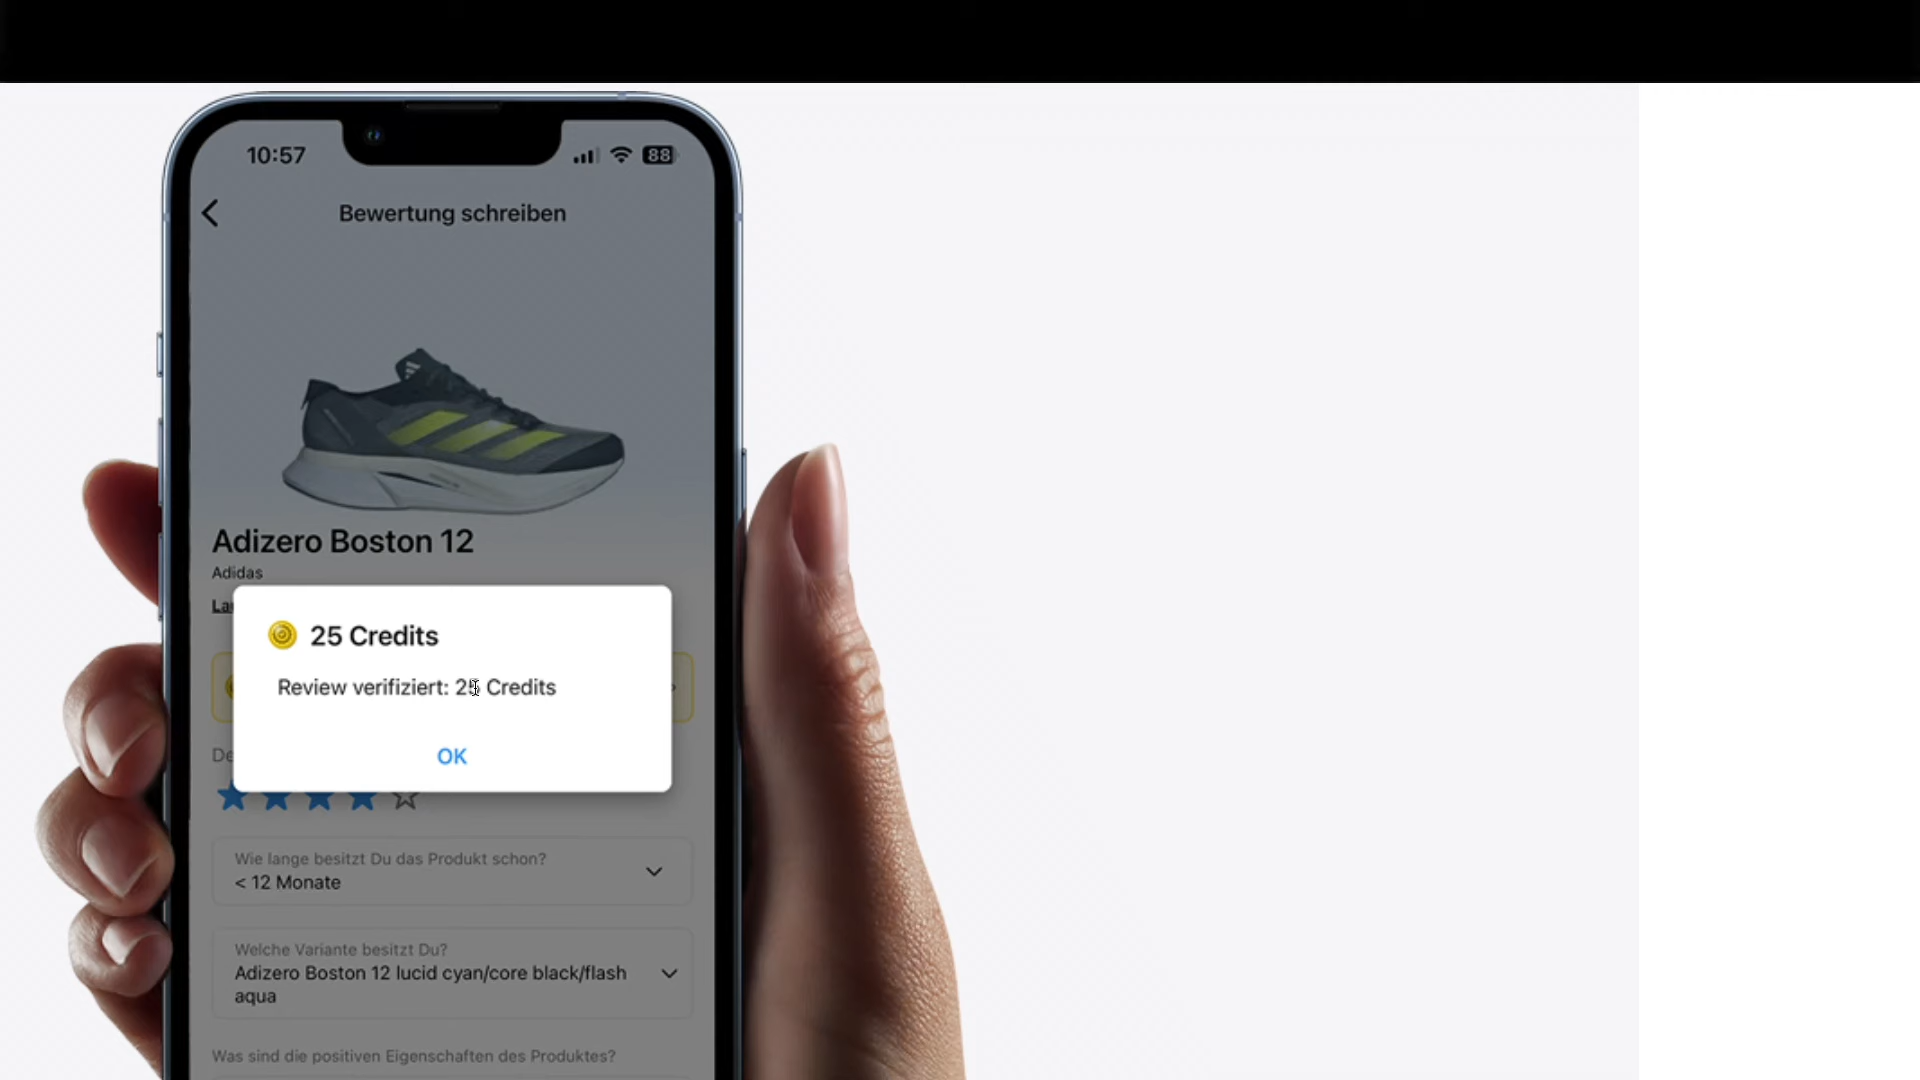 10:57
88
Bewertung schreiben
Adizero Boston 12
Adidas
25 Credits
Review verifiziert: 25 Credits
OK
Wie lange besitzt Du das Produkt schon?
< 12 Monate
Welche Variante besitzt Du?
Adizero Boston 12 lucid cyan/core black/flash
aqua
Was sind die positiven Eigenschaften des Produktes?